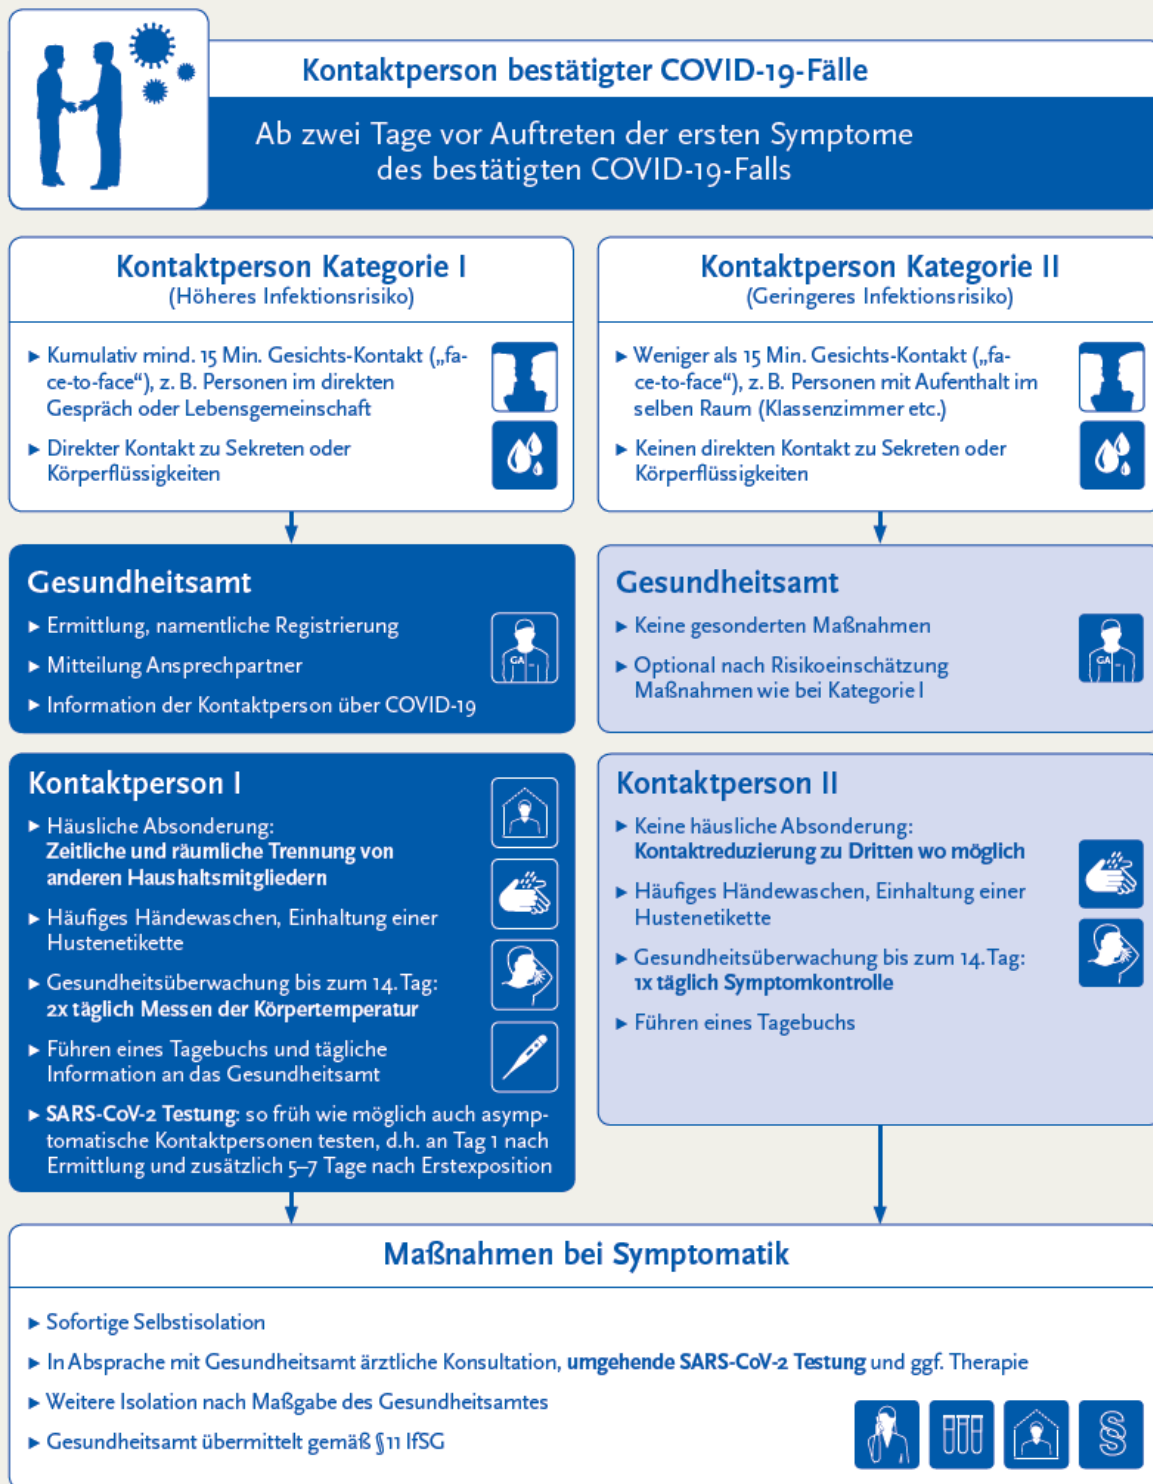 Kontaktperson bestätigter COVID-19-Fälle
Ab zwei Tage vor Auftreten der ersten Symptome
des bestätigten COVID-19-Falls
Kontaktperson Kategorie I
(Höheres Infektionsrisiko)
► Kumulativ mind. 15 Min. Gesichts-Kontakt („fa-
ce-to-face“), z. B. Personen im direkten
Gespräch oder Lebensgemeinschaft
► Direkter Kontakt zu Sekreten oder
Körperflüssigkeiten
Kontaktperson Kategorie II
(Geringeres Infektionsrisiko)
► Weniger als 15 Min. Gesichts-Kontakt („fa-
ce-to-face“), z. B. Personen mit Aufenthalt im
selben Raum (Klassenzimmer etc.)
► Keinen direkten Kontakt zu Sekreten oder
Körperflüssigkeiten
Gesundheitsamt
► Ermittlung, namentliche Registrierung
► Mitteilung Ansprechpartner
► Information der Kontaktperson über COVID-19
GA
Gesundheitsamt
► Keine gesonderten Maßnahmen
► Optional nach Risikoeinschätzung
Maßnahmen wie bei Kategorie I
GA
Kontaktperson I
► Häusliche Absonderung:
Zeitliche und räumliche Trennung von
anderen Haushaltsmitgliedern
► Häufiges Händewaschen, Einhaltung einer
Hustenetikette
► Gesundheitsüberwachung bis zum 14. Tag:
2x täglich Messen der Körpertemperatur
► Führen eines Tagebuchs und tägliche
Information an das Gesundheitsamt
► SARS-CoV-2 Testung: so früh wie möglich auch asymp-
tomatische Kontaktpersonen testen, d.h. an Tag 1 nach
Ermittlung und zusätzlich 5–7 Tage nach Erstexposition
Kontaktperson II
► Keine häusliche Absonderung:
Kontaktreduzierung zu Dritten wo möglich
► Häufiges Händewaschen, Einhaltung einer
Hustenetikette
► Gesundheitsüberwachung bis zum 14. Tag:
1x täglich Symptomkontrolle
► Führen eines Tagebuchs
Maßnahmen bei Symptomatik
► Sofortige Selbstisolation
► In Absprache mit Gesundheitsamt ärztliche Konsultation, umgehende SARS-CoV-2 Testung und ggf. Therapie
► Weitere Isolation nach Maßgabe des Gesundheitsamtes
► Gesundheitsamt übermittelt gemäß § 11 IfSG
§